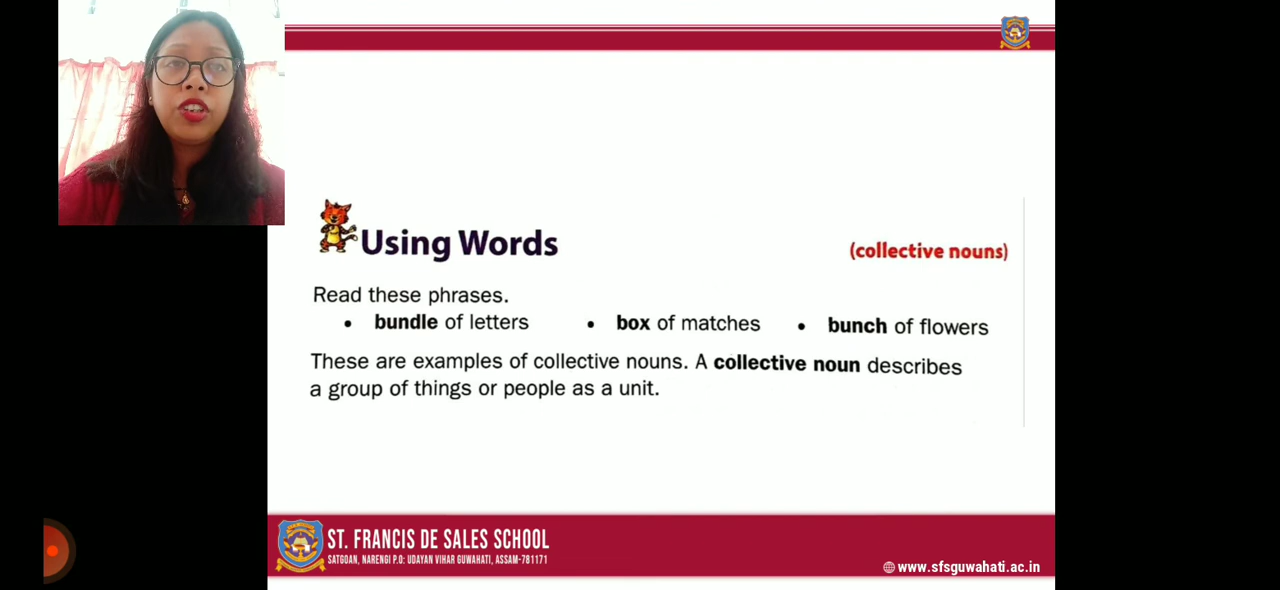 Using Words
(collective nouns)
Read these phrases.
• bundle of letters • box of matches • bunch of flowers
These are examples of collective nouns. A collective noun describes
a group of things or people as a unit.
ST. FRANCIS DE SALES SCHOOL
SATGOAN, NARENGI P.O: UDAYAN VIHAR GUWAHATI, ASSAM-781171
www.sfsguwahati.ac.in